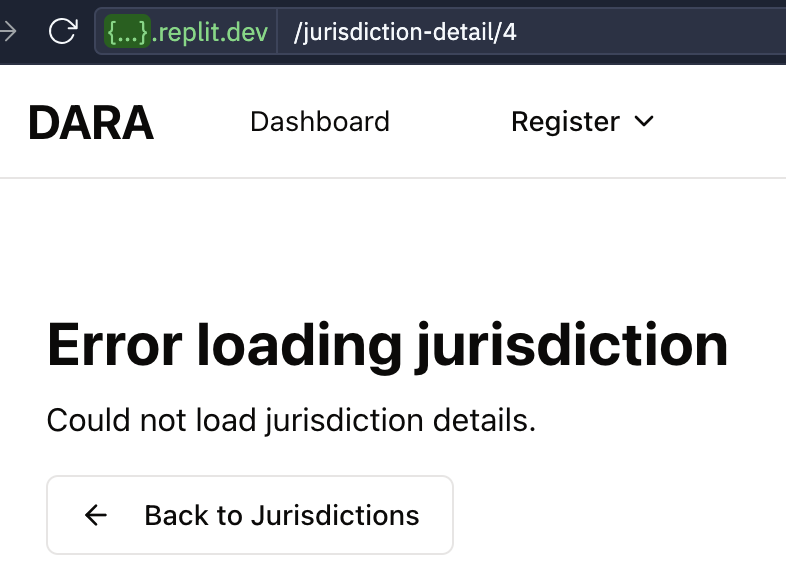 {...}.replit.dev /jurisdiction-detail/4
DARA Dashboard Register
Error loading jurisdiction
Could not load jurisdiction details.
Back to Jurisdictions